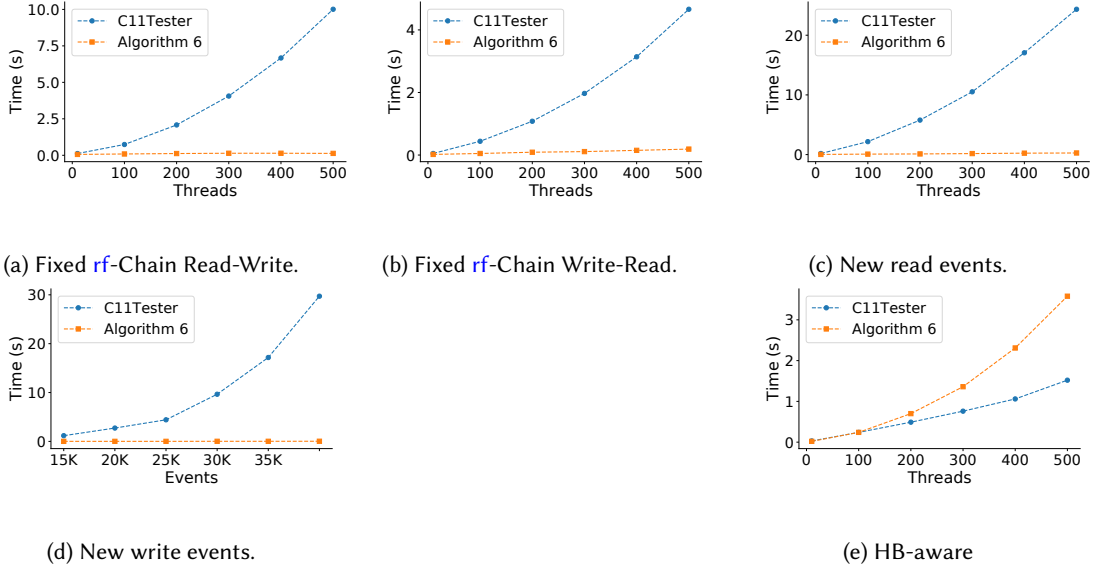 10.0
7.5
5.0
2.5
0.0
Time (s)
C11Tester
Algorithm 6
0 100 200 300 400 500
Threads
(a) Fixed rf-Chain Read-Write.
4
2
0
Time (s)
C11Tester
Algorithm 6
0 100 200 300 400 500
Threads
(b) Fixed rf-Chain Write-Read.
20
10
0
Time (s)
C11Tester
Algorithm 6
0 100 200 300 400 500
Threads
(c) New read events.
30
20
10
0
Time (s)
C11Tester
Algorithm 6
15K 20K 25K 30K 35K
Events
(d) New write events.
3
2
1
0
Time (s)
C11Tester
Algorithm 6
0 100 200 300 400 500
Threads
(e) HB-aware